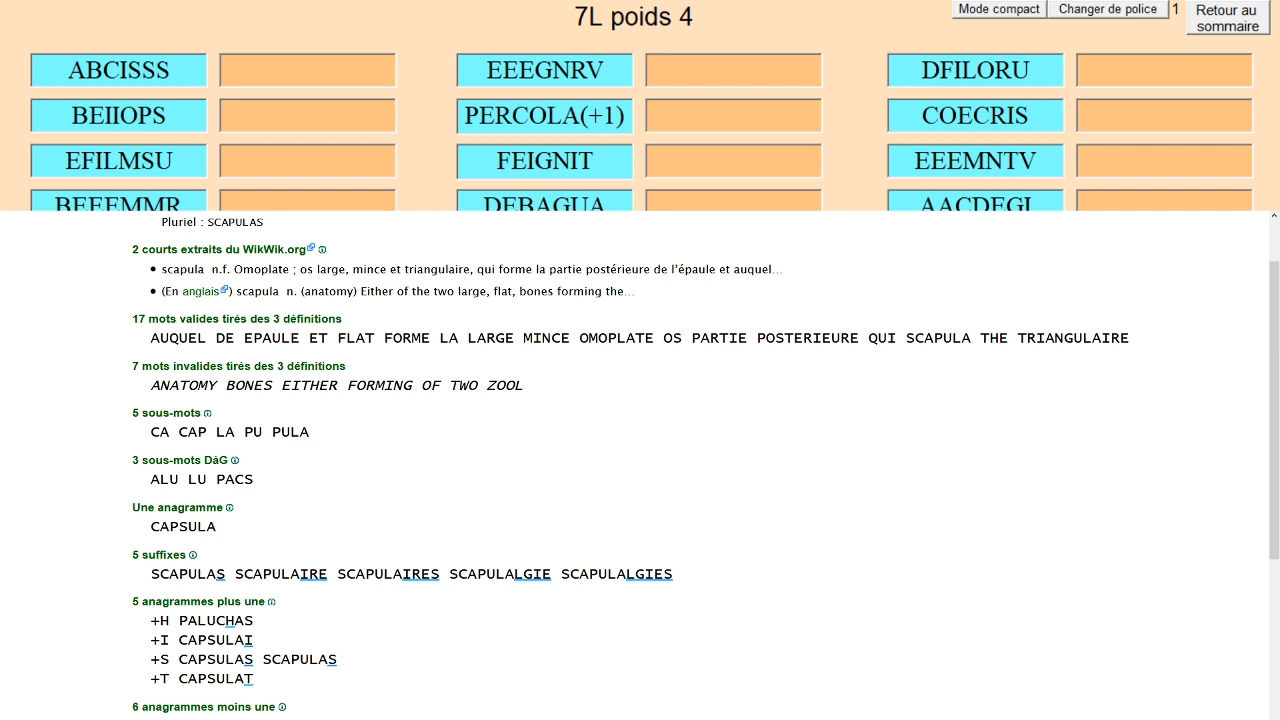 7L poids 4
Mode compact Changer de police 1 Retour au sommaire
ABCISSS EEEGNRV DFILORU
BEIIOPS PERCOLA(+1) COECRIS
EFILMSU FEIGNIT EEEMNTV
BEEEMMR DEBAGUA AACDEGI
Pluriel : SCAPULAS
2 courts extraits du WikWik.org
• scapula n.f. Omoplate ; os large, mince et triangulaire, qui forme la partie postérieure de l'épaule et auquel…
• (En anglais) scapula n. (anatomy) Either of the two large, flat, bones forming the…
17 mots valides tirés des 3 définitions
AUQUEL DE EPAULE ET FLAT FORME LA LARGE MINCE OMOPLATE OS PARTIE POSTERIEURE QUI SCAPULA THE TRIANGULAIRE
7 mots invalides tirés des 3 définitions
ANATOMY BONES EITHER FORMING OF TWO ZOOL
5 sous-mots
CA CAP LA PU PULA
3 sous-mots DàG
ALU LU PACS
Une anagramme
CAPSULA
5 suffixes
SCAPULAS SCAPULAIRE SCAPULAIRES SCAPULALGIE SCAPULALGIES
5 anagrammes plus une
+H PALUCHAS
+I CAPSULAI
+S CAPSULAS SCAPULAS
+T CAPSULAT
6 anagrammes moins une